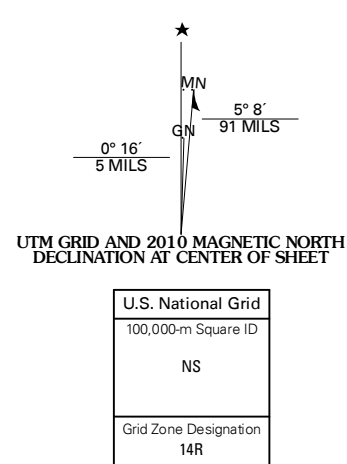 MN
GN
5° 8´
91 MILS
0° 16´
5 MILS
UTM GRID AND 2010 MAGNETIC NORTH
DECLINATION AT CENTER OF SHEET
U.S. National Grid
100,000-m Square ID
NS
Grid Zone Designation
14R